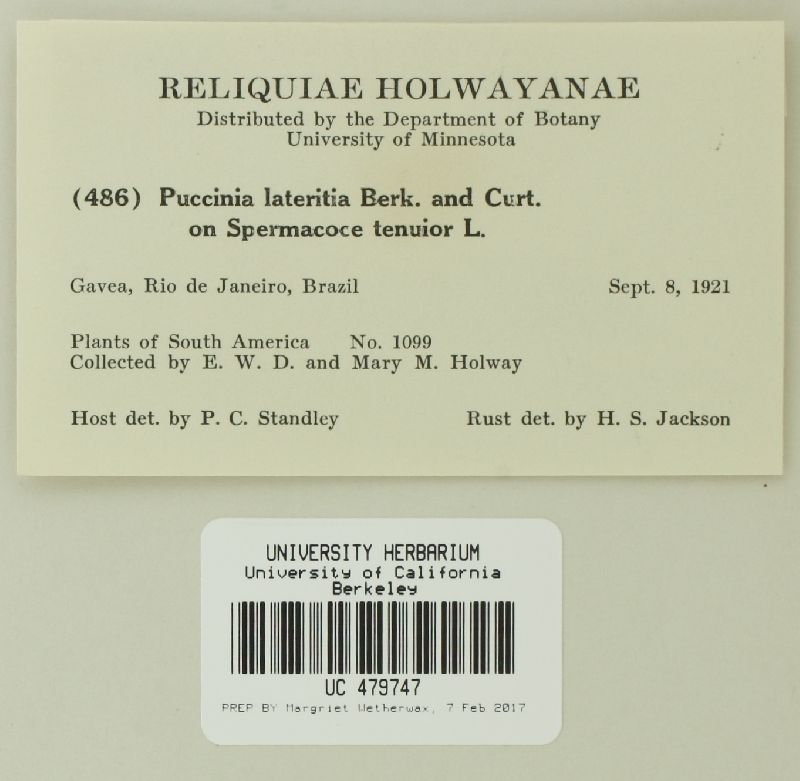 RELIQUIAE HOLWAYANAE
Distributed by the Department of Botany
University of Minnesota
(486) Puccinia lateritia Berk. and Curt.
on Spermacoce tenuior L.
Gavea, Rio de Janeiro, Brazil Sept. 8, 1921
Plants of South America No. 1099
Collected by E. W. D. and Mary M. Holway
Host det. by P. C. Standley Rust det. by H. S. Jackson
UNIVERSITY HERBARIUM
University of California
Berkeley
UC 479747
PREP BY Margriet Wetherwax, 7 Feb 2017